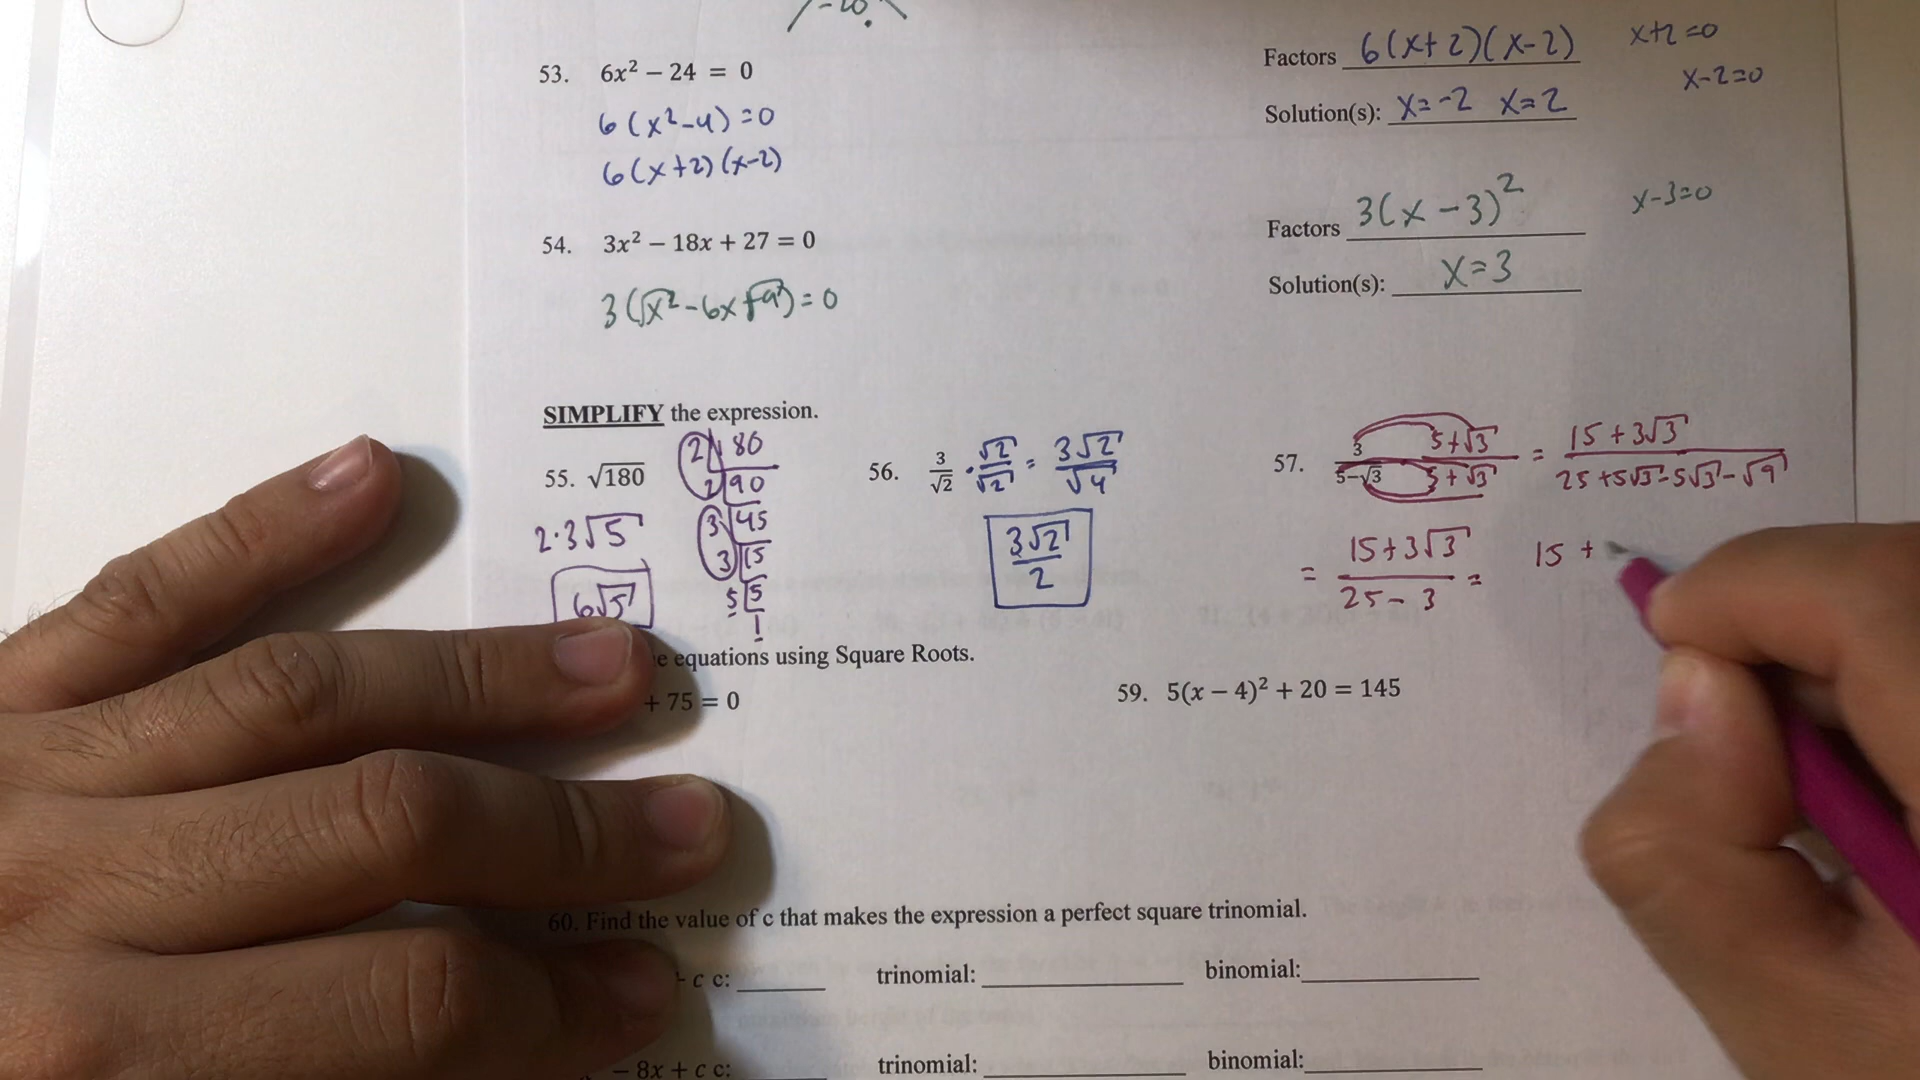 -20
53. 6x² – 24 = 0
6(x²-4)=0
6(x+2)(x-2)
Factors 6(x+2)(x-2)
x+2=0
x-2=0
Solution(s): x=-2 x=2
54. 3x² – 18x + 27 = 0
3(√x²-6x+√9)=0
Factors 3(x-3)²
x-3=0
Solution(s): x=3
SIMPLIFY the expression.
55. √180
2 180
2 90
3 45
3 15
5 5
1
2·3√5
6√5
56. 3/√2 · √2/√2 = 3√2/√4
3√2/2
57. 3/5–√3 5+√3/5+√3 = 15+3√3/25+5√3-5√3-√9
= 15+3√3/25-3 = 15 +
e equations using Square Roots.
+ 75 = 0
59. 5(x – 4)² + 20 = 145
60. Find the value of c that makes the expression a perfect square trinomial.
c c: trinomial: binomial:
– 8x + c c: trinomial: binomial: